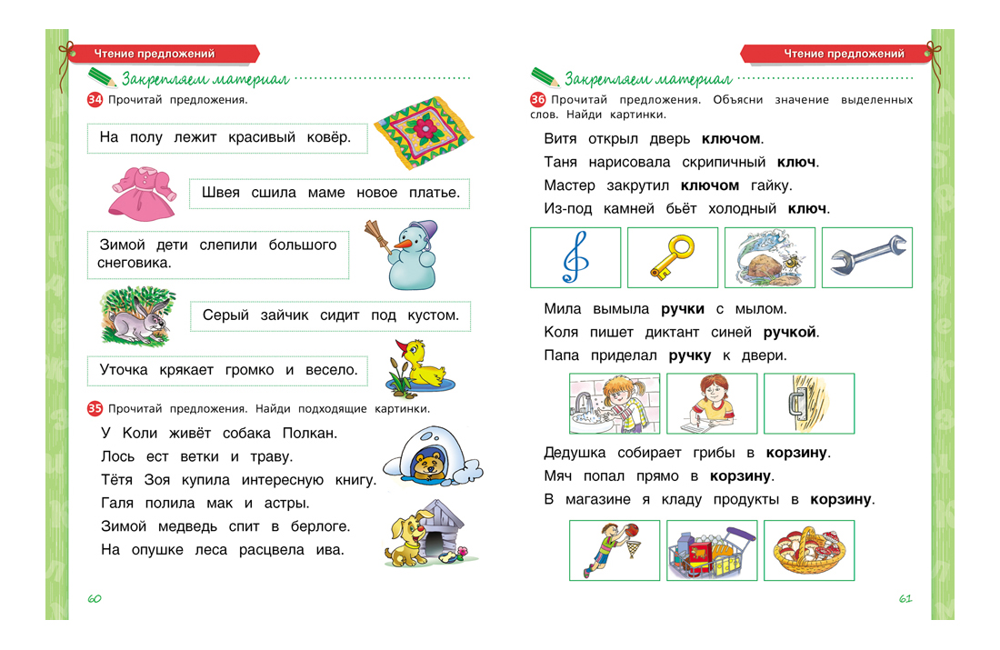 Чтение предложений
Закрепляем материал
34 Прочитай предложения.
На полу лежит красивый ковёр.
Швея сшила маме новое платье.
Зимой дети слепили большого
снеговика.
Серый зайчик сидит под кустом.
Уточка крякает громко и весело.
35 Прочитай предложения. Найди подходящие картинки.
У Коли живёт собака Полкан.
Лось ест ветки и траву.
Тётя Зоя купила интересную книгу.
Галя полила мак и астры.
Зимой медведь спит в берлоге.
На опушке леса расцвела ива.
60
Чтение предложений
Закрепляем материал
36 Прочитай предложения. Объясни значение выделенных
слов. Найди картинки.
Витя открыл дверь ключом.
Таня нарисовала скрипичный ключ.
Мастер закрутил ключом гайку.
Из-под камней бьёт холодный ключ.
Мила вымыла ручки с мылом.
Коля пишет диктант синей ручкой.
Папа приделал ручку к двери.
Дедушка собирает грибы в корзину.
Мяч попал прямо в корзину.
В магазине я кладу продукты в корзину.
61